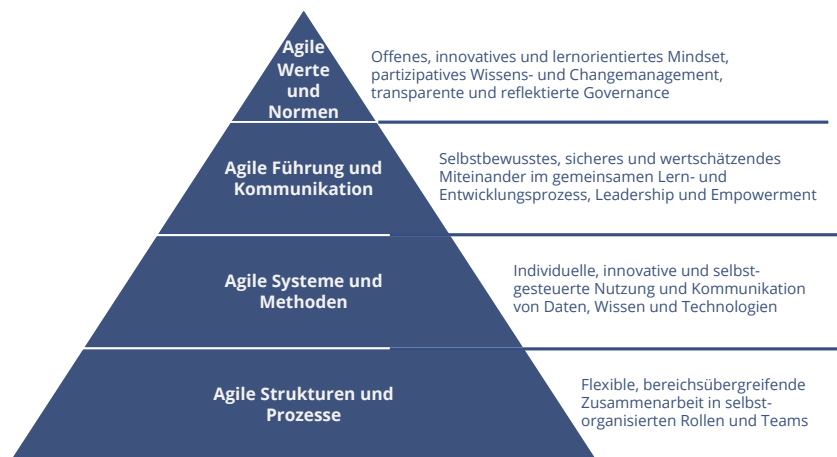 Agile
Werte
und
Normen
Offenes, innovatives und lernorientiertes Mindset,
partizipatives Wissens- und Changemanagement,
transparente und reflektierte Governance
Agile Führung und
Kommunikation
Selbstbewusstes, sicheres und wertschätzendes
Miteinander im gemeinsamen Lern- und
Entwicklungsprozess, Leadership und Empowerment
Agile Systeme und
Methoden
Individuelle, innovative und selbst-
gesteuerte Nutzung und Kommunikation
von Daten, Wissen und Technologien
Agile Strukturen und
Prozesse
Flexible, bereichsübergreifende
Zusammenarbeit in selbst-
organisierten Rollen und Teams